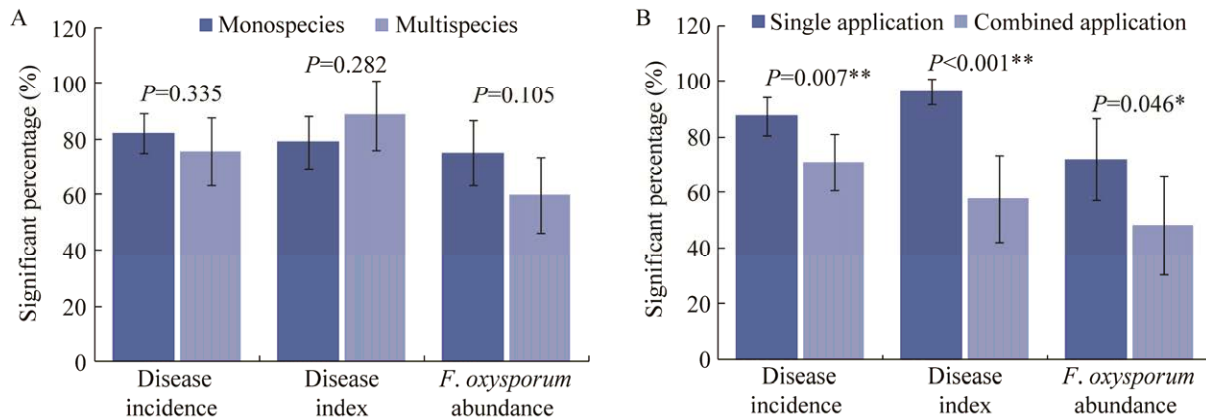 A
Monospecies
Multispecies
Significant percentage (%)
120
100
80
60
40
20
0
P=0.335
P=0.282
P=0.105
Disease
incidence
Disease
index
F. oxysporum
abundance
B
Single application
Combined application
Significant percentage (%)
120
100
80
60
40
20
0
P=0.007**
P<0.001**
P=0.046*
Disease
incidence
Disease
index
F. oxysporum
abundance